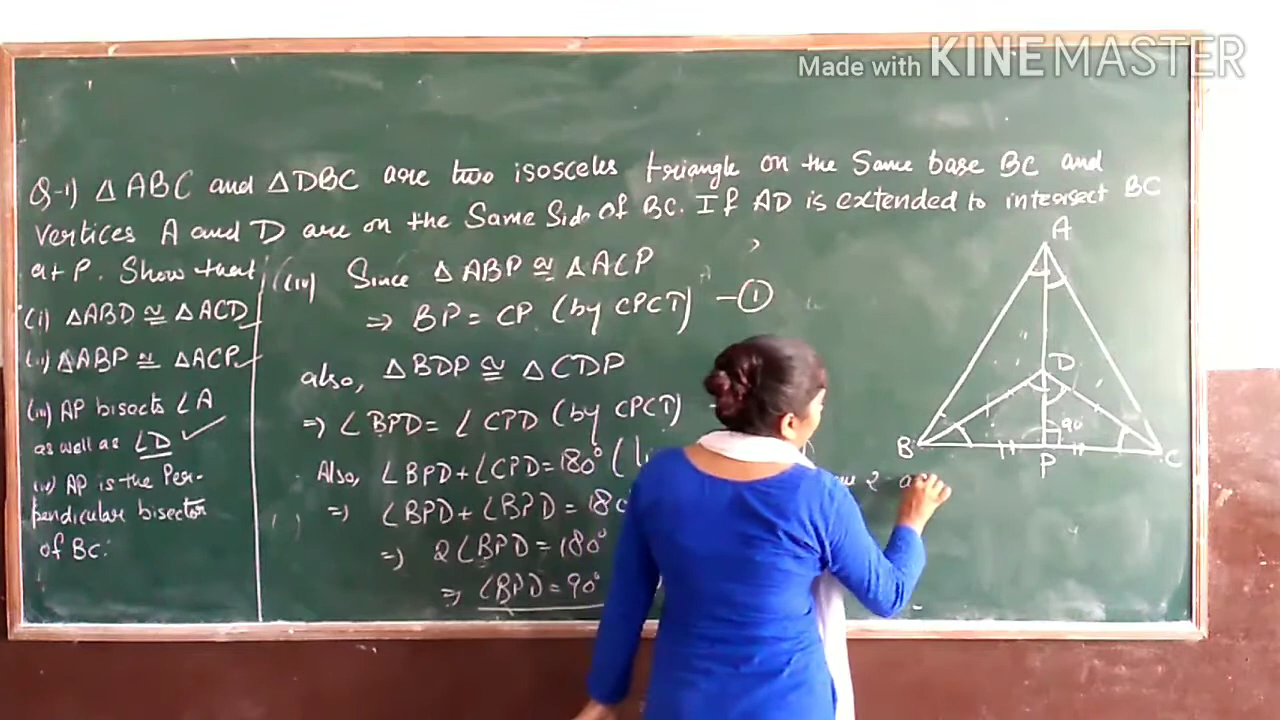 Made with KINEMASTER
Q-1) △ ABC and △DBC are two isosceles triangle on the Same base BC and
vertices A and D are on the Same Side of BC. If AD is extended to intersect BC
at P. Show that
(i) △ABD ≅ △ACD
(ii) △ABP ≅ △ACP
(iii) AP bisects ∠A
as well as ∠D
(iv) AP is the Per-
pendicular bisector
of BC.
(iv) Since △ABP ≅ △ACP
⇒ BP = CP (by CPCT) —①
also, △BDP ≅ △CDP
⇒ ∠BPD = ∠CPD (by CPCT)
Also, ∠BPD + ∠CPD = 180° (
⇒ ∠BPD + ∠BPD = 180
⇒ 2∠BPD = 180°
⇒ ∠BPD = 90°
A
D
90
B
P
C